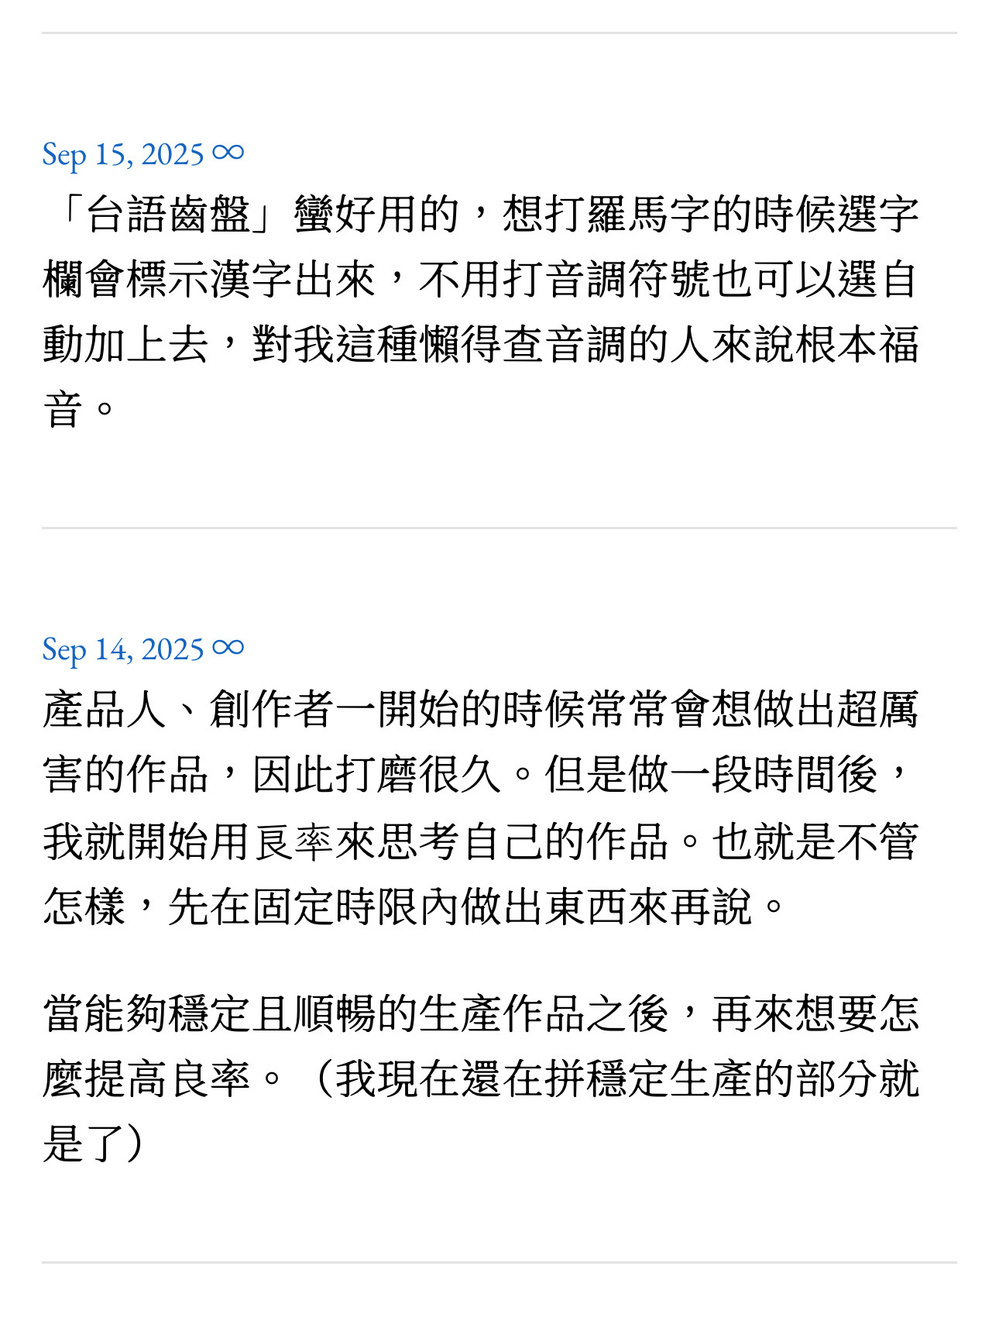 Sep 15, 2025 ∞
「台語齒盤」蠻好用的，想打羅馬字的時候選字
欄會標示漢字出來，不用打音調符號也可以選自
動加上去，對我這種懶得查音調的人來說根本福
音。
Sep 14, 2025 ∞
產品人、創作者一開始的時候常常會想做出超厲
害的作品，因此打磨很久。但是做一段時間後，
我就開始用良率來思考自己的作品。也就是不管
怎樣，先在固定時限內做出東西來再說。
當能夠穩定且順暢的生產作品之後，再來想要怎
麼提高良率。（我現在還在拼穩定生產的部分就
是了）